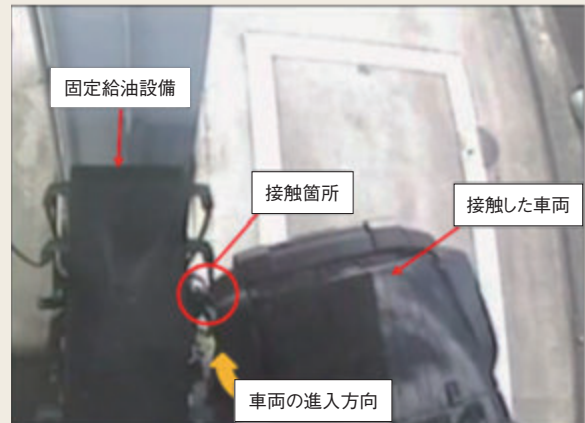 固定給油設備
接触箇所
接触した車両
車両の進入方向